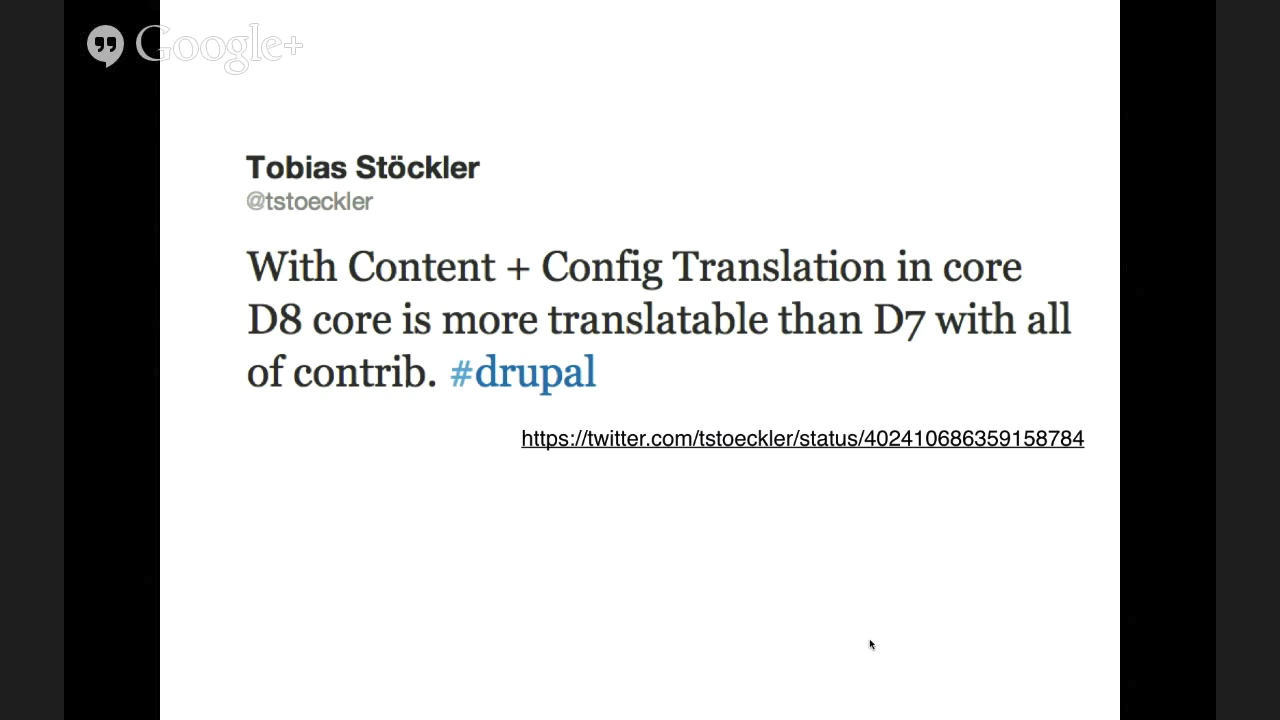 Google+
Tobias Stöckler
@tstoeckler
With Content + Config Translation in core
D8 core is more translatable than D7 with all
of contrib. #drupal
https://twitter.com/tstoeckler/status/402410686359158784